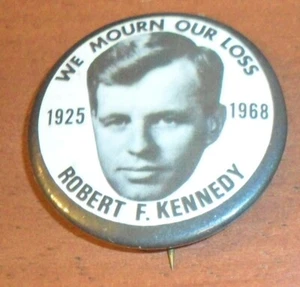 WE MOURN OUR LOSS
1925 1968
ROBERT F. KENNEDY